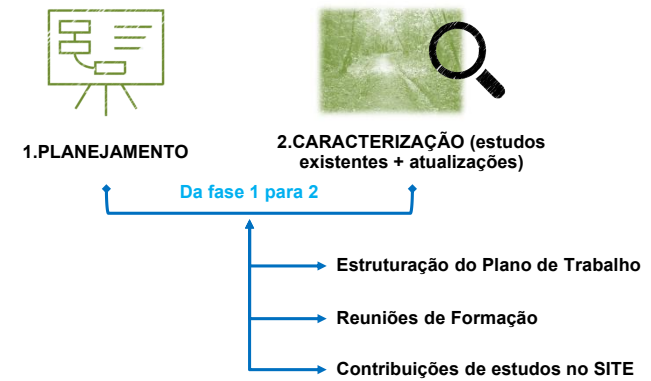 1.PLANEJAMENTO
2.CARACTERIZAÇÃO (estudos
existentes + atualizações)
Da fase 1 para 2
Estruturação do Plano de Trabalho
Reuniões de Formação
Contribuições de estudos no SITE